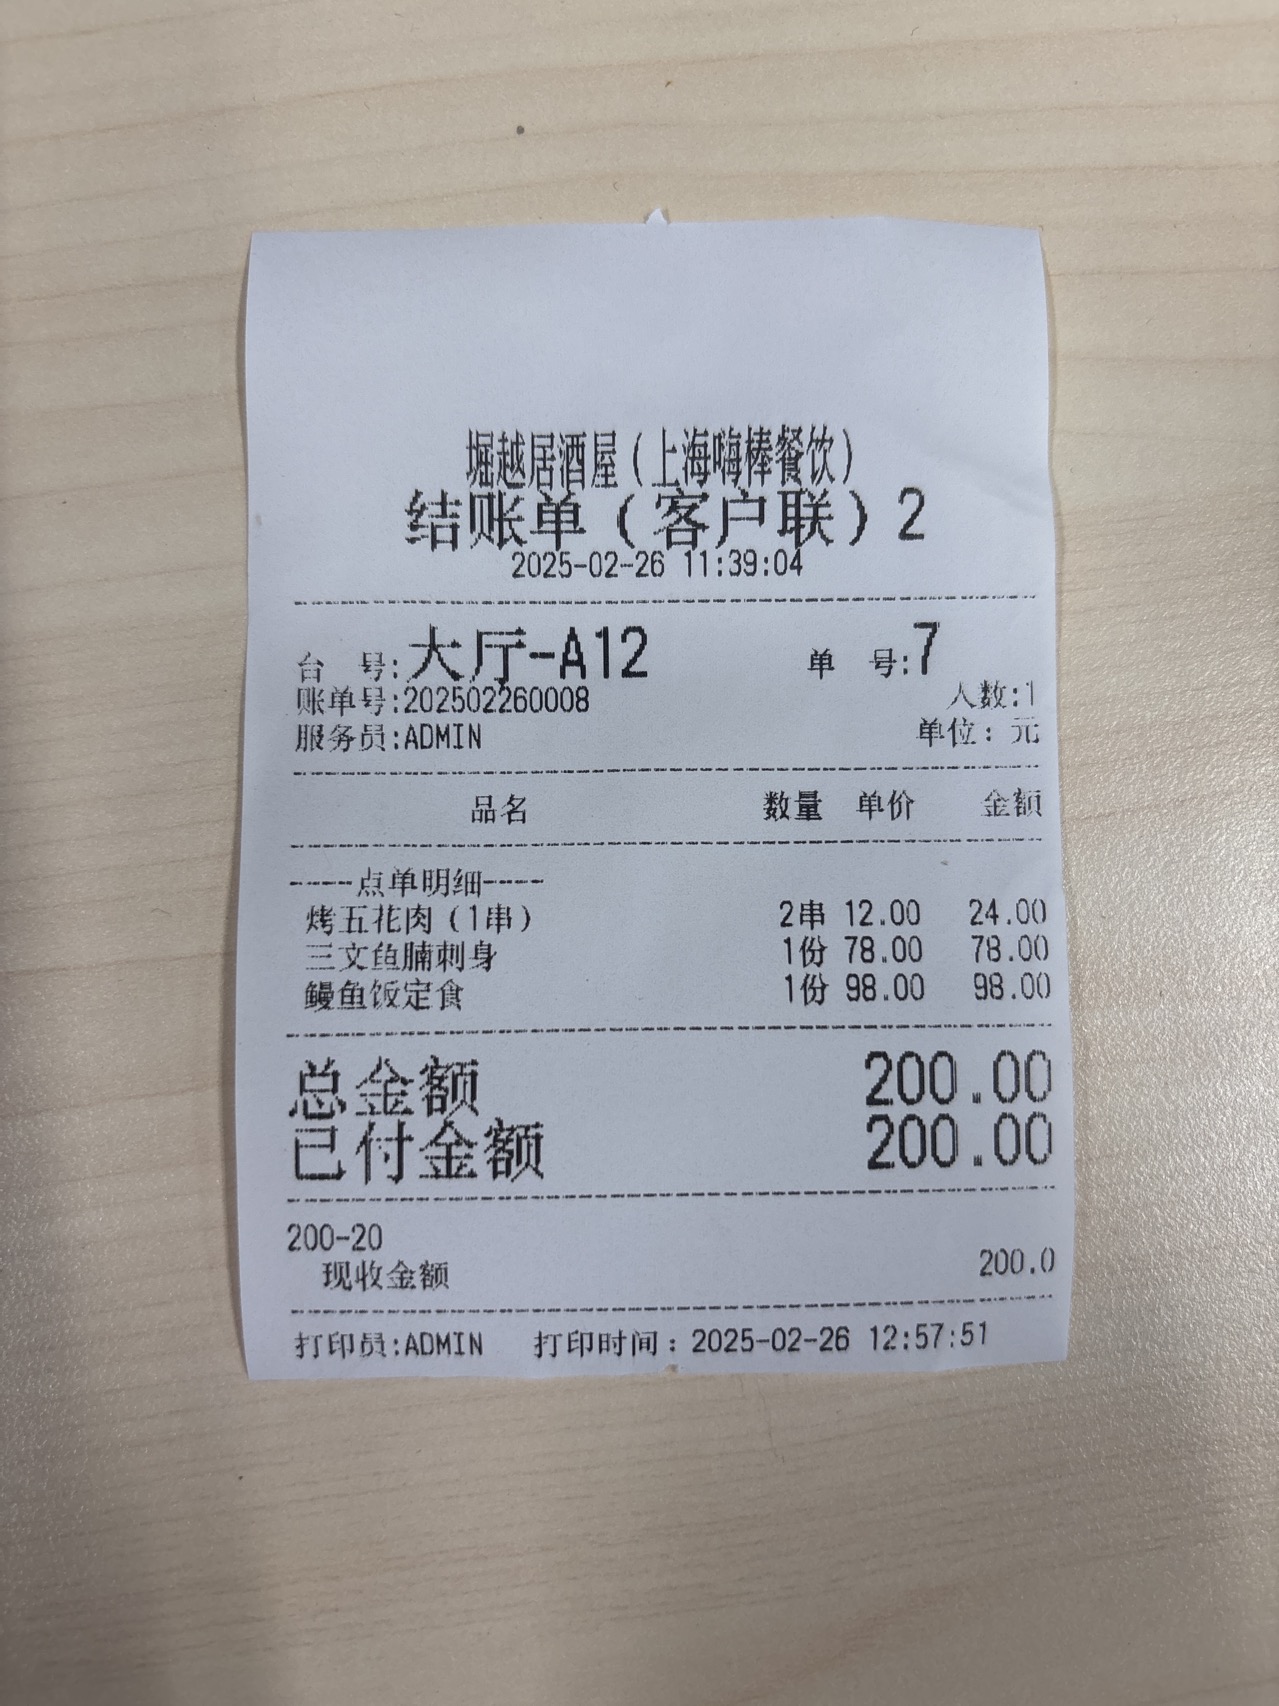 堀越居酒屋（上海嗨棒餐饮）
结账单（客户联）2
2025-02-26 11:39:04
台 号:大厅-A12 单 号:7
账单号:202502260008 人数:1
服务员:ADMIN 单位：元
品名 数量 单价 金额
----点单明细----
烤五花肉（1串） 2串 12.00 24.00
三文鱼腩刺身 1份 78.00 78.00
鳗鱼饭定食 1份 98.00 98.00
总金额 200.00
已付金额 200.00
200-20
现收金额 200.0
打印员:ADMIN 打印时间：2025-02-26 12:57:51